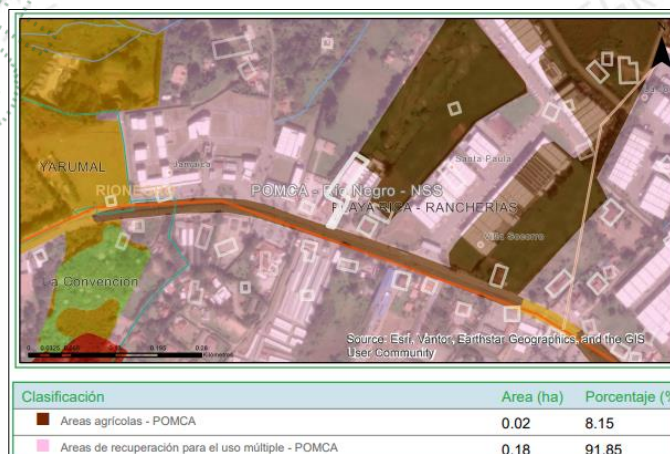 YARUMAL
Jamaica
Santa Paula
RIONEGRO
POMCA - Rio Negro - NSS
PLAYA RICA - RANCHERIAS
Villa Socorro
a Convención
Source: Esri, Vantor, Earthstar Geographics, and the GIS
User Community
Kilometers
Clasificación Area (ha) Porcentaje (%
Areas agrícolas - POMCA 0.02 8.15
Areas de recuperación para el uso múltiple - POMCA 0.18 91.85